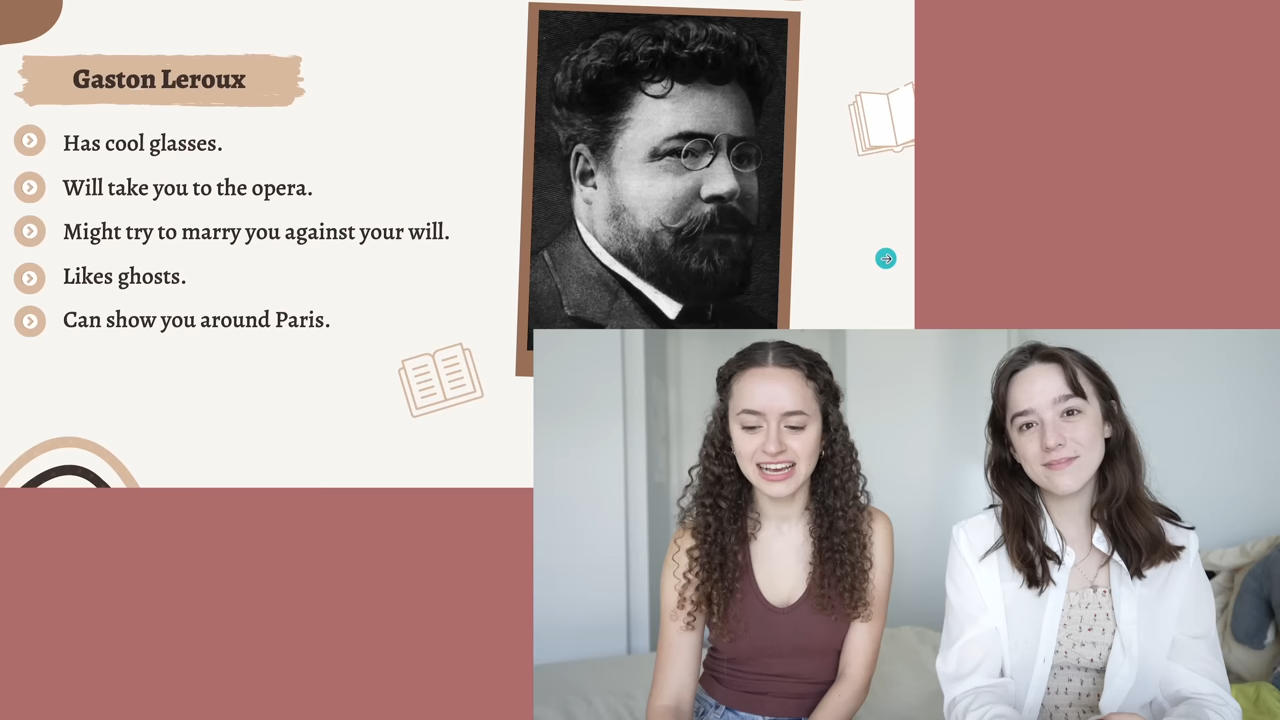 Gaston Leroux
Has cool glasses.
Will take you to the opera.
Might try to marry you against your will.
Likes ghosts.
Can show you around Paris.